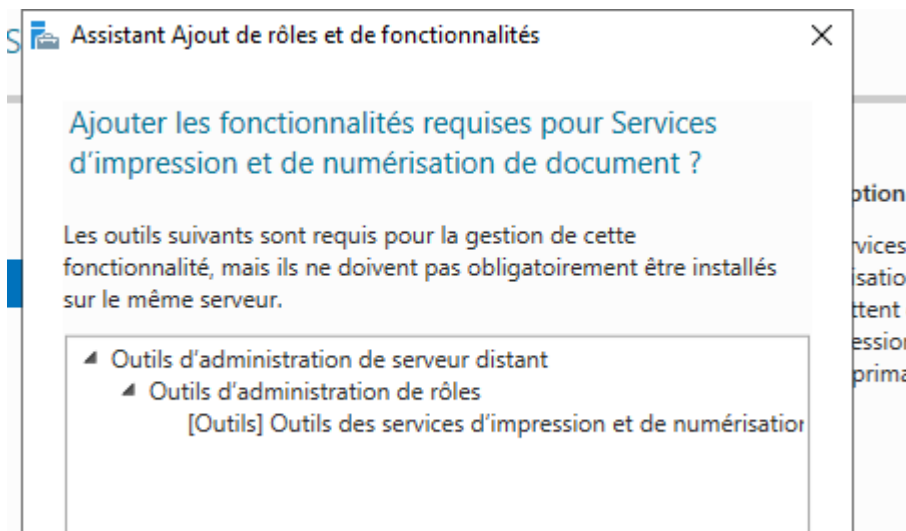 Assistant Ajout de rôles et de fonctionnalités
Ajouter les fonctionnalités requises pour Services
d’impression et de numérisation de document ?
Les outils suivants sont requis pour la gestion de cette
fonctionnalité, mais ils ne doivent pas obligatoirement être installés
sur le même serveur.
Outils d’administration de serveur distant
Outils d’administration de rôles
[Outils] Outils des services d’impression et de numérisation